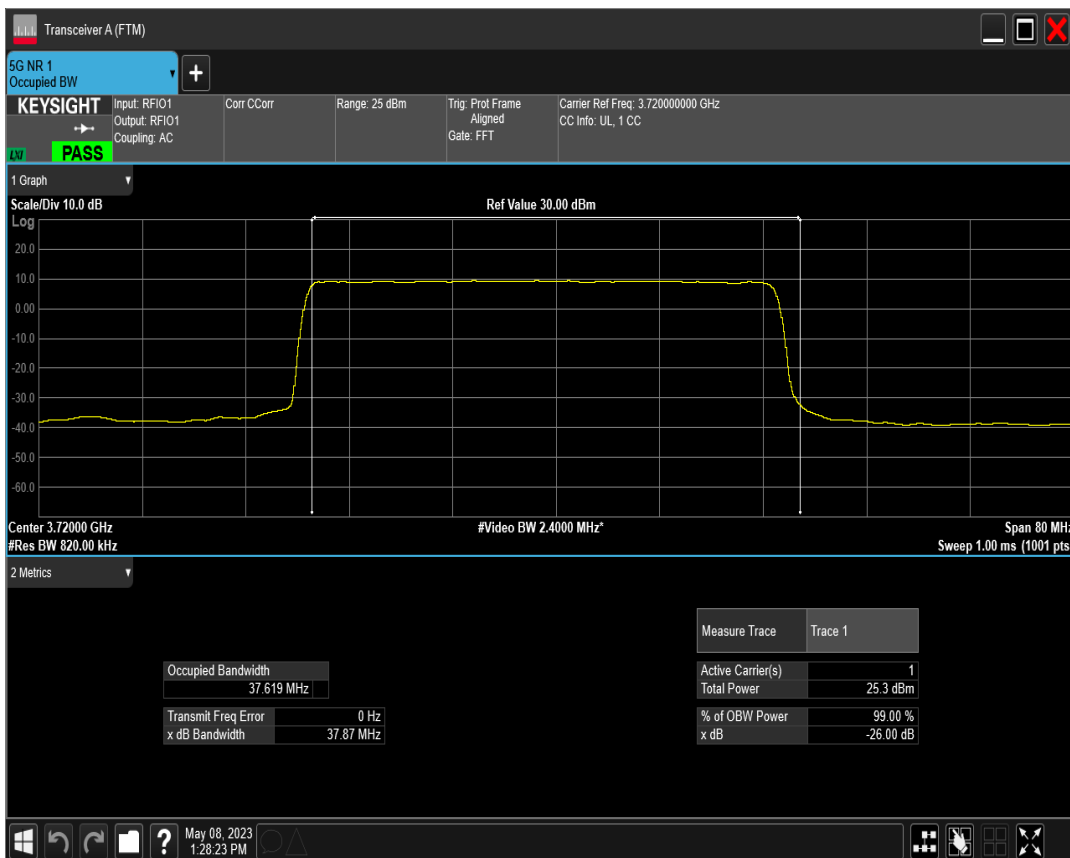 Transceiver A (FTM)
5G NR 1
Occupied BW
+
KEYSIGHT
LXI
PASS
Input: RFIO1
Output: RFIO1
Coupling: AC
Corr CCorr
Range: 25 dBm
Trig: Prot Frame
Aligned
Gate: FFT
Carrier Ref Freq: 3.720000000 GHz
CC Info: UL, 1 CC
1 Graph
Scale/Div 10.0 dB
Ref Value 30.00 dBm
Log
20.0
10.0
0.00
-10.0
-20.0
-30.0
-40.0
-50.0
-60.0
Center 3.72000 GHz
#Video BW 2.4000 MHz*
Span 80 MHz
#Res BW 820.00 kHz
Sweep 1.00 ms (1001 pts
2 Metrics
Measure Trace Trace 1
Occupied Bandwidth
37.619 MHz
Active Carrier(s) 1
Total Power 25.3 dBm
Transmit Freq Error 0 Hz
x dB Bandwidth 37.87 MHz
% of OBW Power 99.00 %
x dB -26.00 dB
?
May 08, 2023
1:28:23 PM